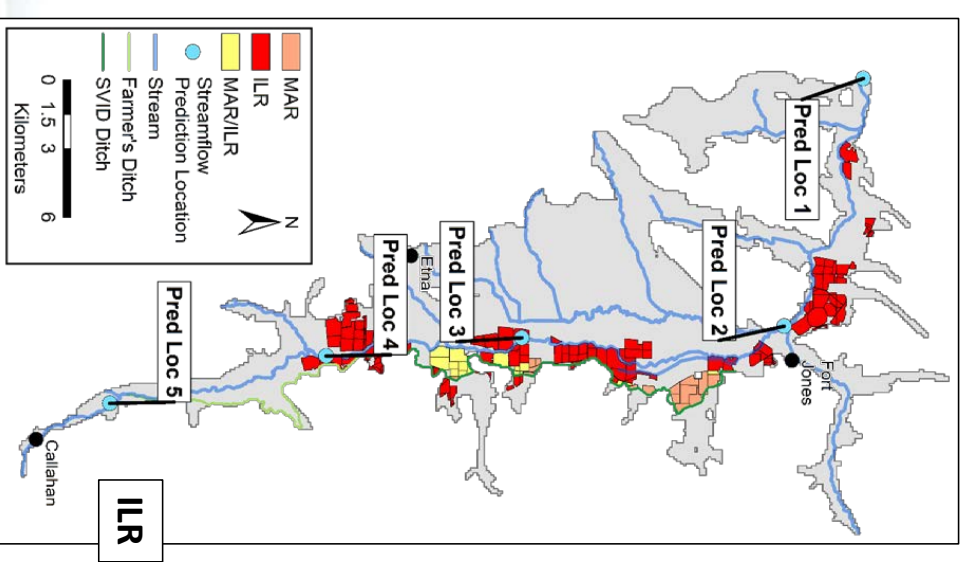 Pred Loc 1
Pred Loc 2
Fort
Jones
Pred Loc 3
Etna
Pred Loc 4
Pred Loc 5
Callahan
MAR
ILR
MAR/ILR
Streamflow
Prediction Location
Stream
Farmer's Ditch
SVID Ditch
N
0 1.5 3 6
Kilometers
ILR